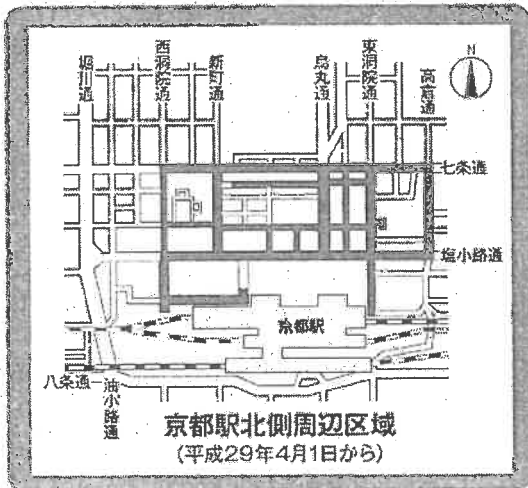 堀川通
西洞院通
新町通
烏丸通
東洞院通
高倉通
N
七条通
塩小路通
京都駅
八条通
油小路通
京都駅北側周辺区域
(平成29年4月1日から)